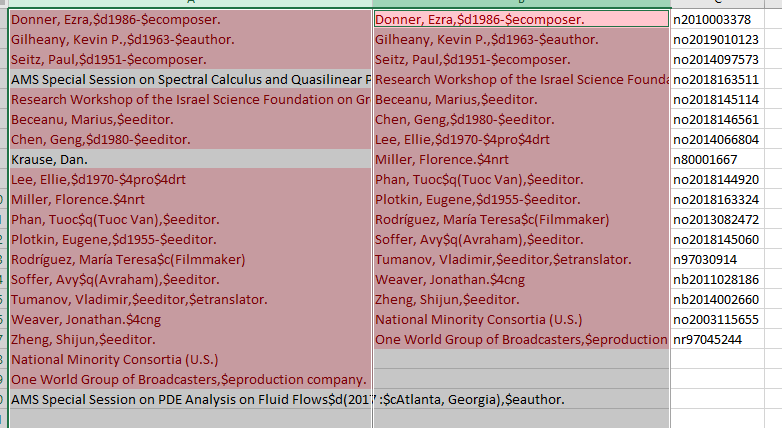 Donner, Ezra,$d1986-$ecomposer. Donner, Ezra,$d1986-$ecomposer. n2010003378
Gilheany, Kevin P.,$d1963-$eauthor. Gilheany, Kevin P.,$d1963-$eauthor. no2019010123
Seitz, Paul,$d1951-$ecomposer. Seitz, Paul,$d1951-$ecomposer. no2014097573
AMS Special Session on Spectral Calculus and Quasilinear P Research Workshop of the Israel Science Founda no2018163511
Research Workshop of the Israel Science Foundation on Gr Beceanu, Marius,$eeditor. no2018145114
Beceanu, Marius,$eeditor. Chen, Geng,$d1980-$eeditor. no2018146561
Chen, Geng,$d1980-$eeditor. Lee, Ellie,$d1970-$4pro$4drt no2014066804
Krause, Dan. Miller, Florence.$4nrt n80001667
Lee, Ellie,$d1970-$4pro$4drt Phan, Tuoc$q(Tuoc Van),$eeditor. no2018144920
Miller, Florence.$4nrt Plotkin, Eugene,$d1955-$eeditor. no2018163324
Phan, Tuoc$q(Tuoc Van),$eeditor. Rodríguez, María Teresa$c(Filmmaker) no2013082472
Plotkin, Eugene,$d1955-$eeditor. Soffer, Avy$q(Avraham),$eeditor. no2018145060
Rodríguez, María Teresa$c(Filmmaker) Tumanov, Vladimir,$eeditor,$etranslator. n97030914
Soffer, Avy$q(Avraham),$eeditor. Weaver, Jonathan.$4cng nb2011028186
Tumanov, Vladimir,$eeditor,$etranslator. Zheng, Shijun,$eeditor. nb2014002660
Weaver, Jonathan.$4cng National Minority Consortia (U.S.) no2003115655
Zheng, Shijun,$eeditor. One World Group of Broadcasters,$eproduction nr97045244
National Minority Consortia (U.S.)
One World Group of Broadcasters,$eproduction company.
AMS Special Session on PDE Analysis on Fluid Flows$d(2017 :$cAtlanta, Georgia),$eauthor.